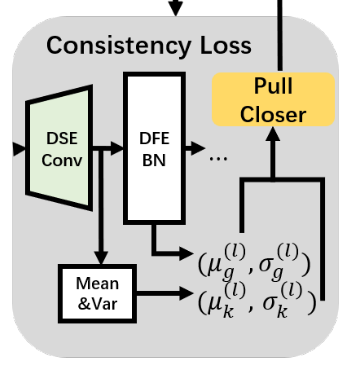 Consistency Loss
Pull
Closer
DSE
Conv
DFE
BN
...
(μ_g^{(l)}, σ_g^{(l)})
Mean
&Var
(μ_k^{(l)}, σ_k^{(l)})